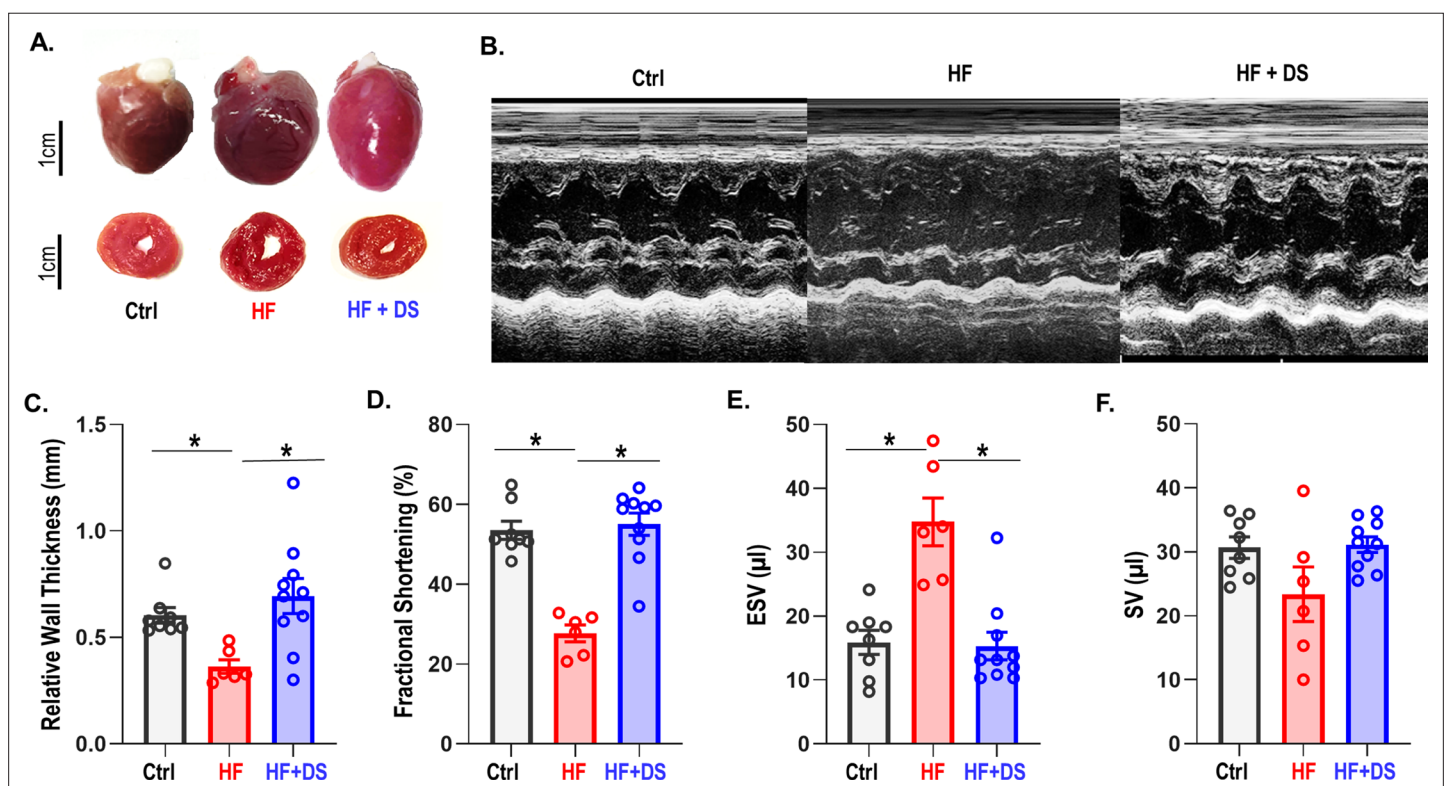 A.
B.
Ctrl HF HF + DS
1cm
1cm
Ctrl HF HF + DS
C.
D.
E.
F.
Relative Wall Thickness (mm)
1.5
1.0
0.5
0.0
* *
Ctrl HF HF+DS
Fractional Shortening (%)
80
60
40
20
0
* *
Ctrl HF HF+DS
ESV (µl)
50
40
30
20
10
0
* *
Ctrl HF HF+DS
SV (µl)
50
40
30
20
10
0
Ctrl HF HF+DS